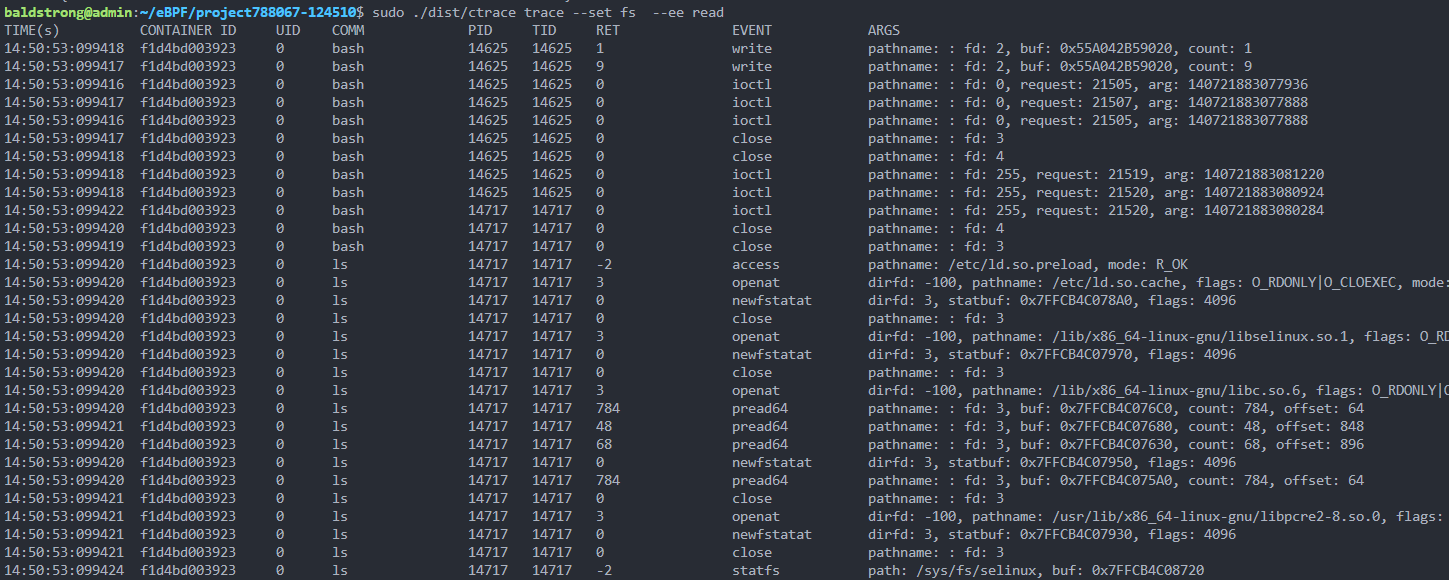 baldstrong@admin:~/eBPF/project788067-124510$ sudo ./dist/ctrace trace --set fs  --ee read
TIME(s) CONTAINER ID UID COMM PID TID RET EVENT ARGS
14:50:53:099418 f1d4bd003923 0 bash 14625 14625 1 write pathname: : fd: 2, buf: 0x55A042B59020, count: 1
14:50:53:099417 f1d4bd003923 0 bash 14625 14625 9 write pathname: : fd: 2, buf: 0x55A042B59020, count: 9
14:50:53:099416 f1d4bd003923 0 bash 14625 14625 0 ioctl pathname: : fd: 0, request: 21505, arg: 140721883077936
14:50:53:099417 f1d4bd003923 0 bash 14625 14625 0 ioctl pathname: : fd: 0, request: 21507, arg: 140721883077888
14:50:53:099416 f1d4bd003923 0 bash 14625 14625 0 ioctl pathname: : fd: 0, request: 21505, arg: 140721883077888
14:50:53:099417 f1d4bd003923 0 bash 14625 14625 0 close pathname: : fd: 3
14:50:53:099418 f1d4bd003923 0 bash 14625 14625 0 close pathname: : fd: 4
14:50:53:099418 f1d4bd003923 0 bash 14625 14625 0 ioctl pathname: : fd: 255, request: 21519, arg: 140721883081220
14:50:53:099418 f1d4bd003923 0 bash 14625 14625 0 ioctl pathname: : fd: 255, request: 21520, arg: 140721883080924
14:50:53:099422 f1d4bd003923 0 bash 14717 14717 0 ioctl pathname: : fd: 255, request: 21520, arg: 140721883080284
14:50:53:099420 f1d4bd003923 0 bash 14717 14717 0 close pathname: : fd: 4
14:50:53:099419 f1d4bd003923 0 bash 14717 14717 0 close pathname: : fd: 3
14:50:53:099420 f1d4bd003923 0 ls 14717 14717 -2 access pathname: /etc/ld.so.preload, mode: R_OK
14:50:53:099420 f1d4bd003923 0 ls 14717 14717 3 openat dirfd: -100, pathname: /etc/ld.so.cache, flags: O_RDONLY|O_CLOEXEC, mode:
14:50:53:099420 f1d4bd003923 0 ls 14717 14717 0 newfstatat dirfd: 3, statbuf: 0x7FFCB4C078A0, flags: 4096
14:50:53:099420 f1d4bd003923 0 ls 14717 14717 0 close pathname: : fd: 3
14:50:53:099420 f1d4bd003923 0 ls 14717 14717 3 openat dirfd: -100, pathname: /lib/x86_64-linux-gnu/libselinux.so.1, flags: O_RD
14:50:53:099420 f1d4bd003923 0 ls 14717 14717 0 newfstatat dirfd: 3, statbuf: 0x7FFCB4C07970, flags: 4096
14:50:53:099420 f1d4bd003923 0 ls 14717 14717 0 close pathname: : fd: 3
14:50:53:099420 f1d4bd003923 0 ls 14717 14717 3 openat dirfd: -100, pathname: /lib/x86_64-linux-gnu/libc.so.6, flags: O_RDONLY|O
14:50:53:099420 f1d4bd003923 0 ls 14717 14717 784 pread64 pathname: : fd: 3, buf: 0x7FFCB4C076C0, count: 784, offset: 64
14:50:53:099421 f1d4bd003923 0 ls 14717 14717 48 pread64 pathname: : fd: 3, buf: 0x7FFCB4C07680, count: 48, offset: 848
14:50:53:099420 f1d4bd003923 0 ls 14717 14717 68 pread64 pathname: : fd: 3, buf: 0x7FFCB4C07630, count: 68, offset: 896
14:50:53:099420 f1d4bd003923 0 ls 14717 14717 0 newfstatat dirfd: 3, statbuf: 0x7FFCB4C07950, flags: 4096
14:50:53:099420 f1d4bd003923 0 ls 14717 14717 784 pread64 pathname: : fd: 3, buf: 0x7FFCB4C075A0, count: 784, offset: 64
14:50:53:099421 f1d4bd003923 0 ls 14717 14717 0 close pathname: : fd: 3
14:50:53:099421 f1d4bd003923 0 ls 14717 14717 3 openat dirfd: -100, pathname: /usr/lib/x86_64-linux-gnu/libpcre2-8.so.0, flags:
14:50:53:099421 f1d4bd003923 0 ls 14717 14717 0 newfstatat dirfd: 3, statbuf: 0x7FFCB4C07930, flags: 4096
14:50:53:099421 f1d4bd003923 0 ls 14717 14717 0 close pathname: : fd: 3
14:50:53:099424 f1d4bd003923 0 ls 14717 14717 -2 statfs path: /sys/fs/selinux, buf: 0x7FFCB4C08720